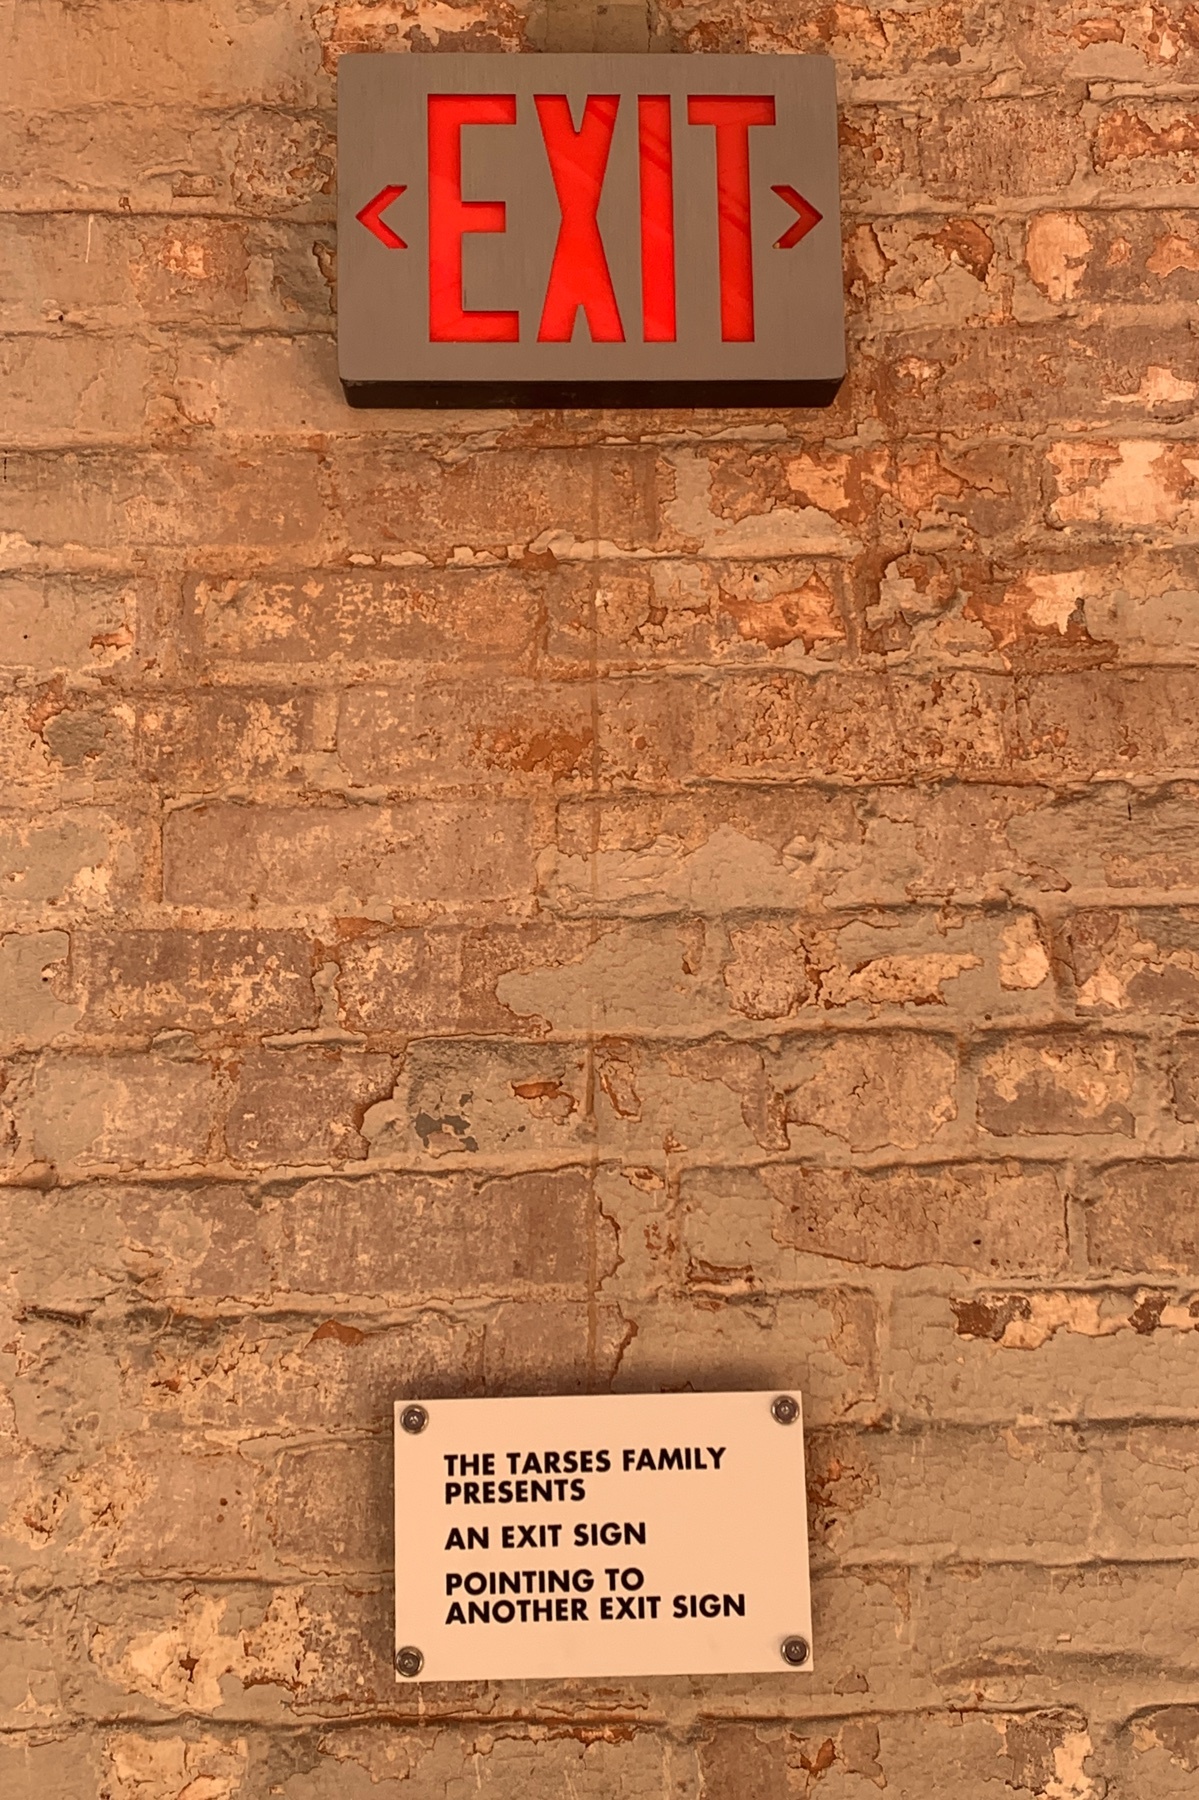 < EXIT >
THE TARSES FAMILY
PRESENTS
AN EXIT SIGN
POINTING TO
ANOTHER EXIT SIGN